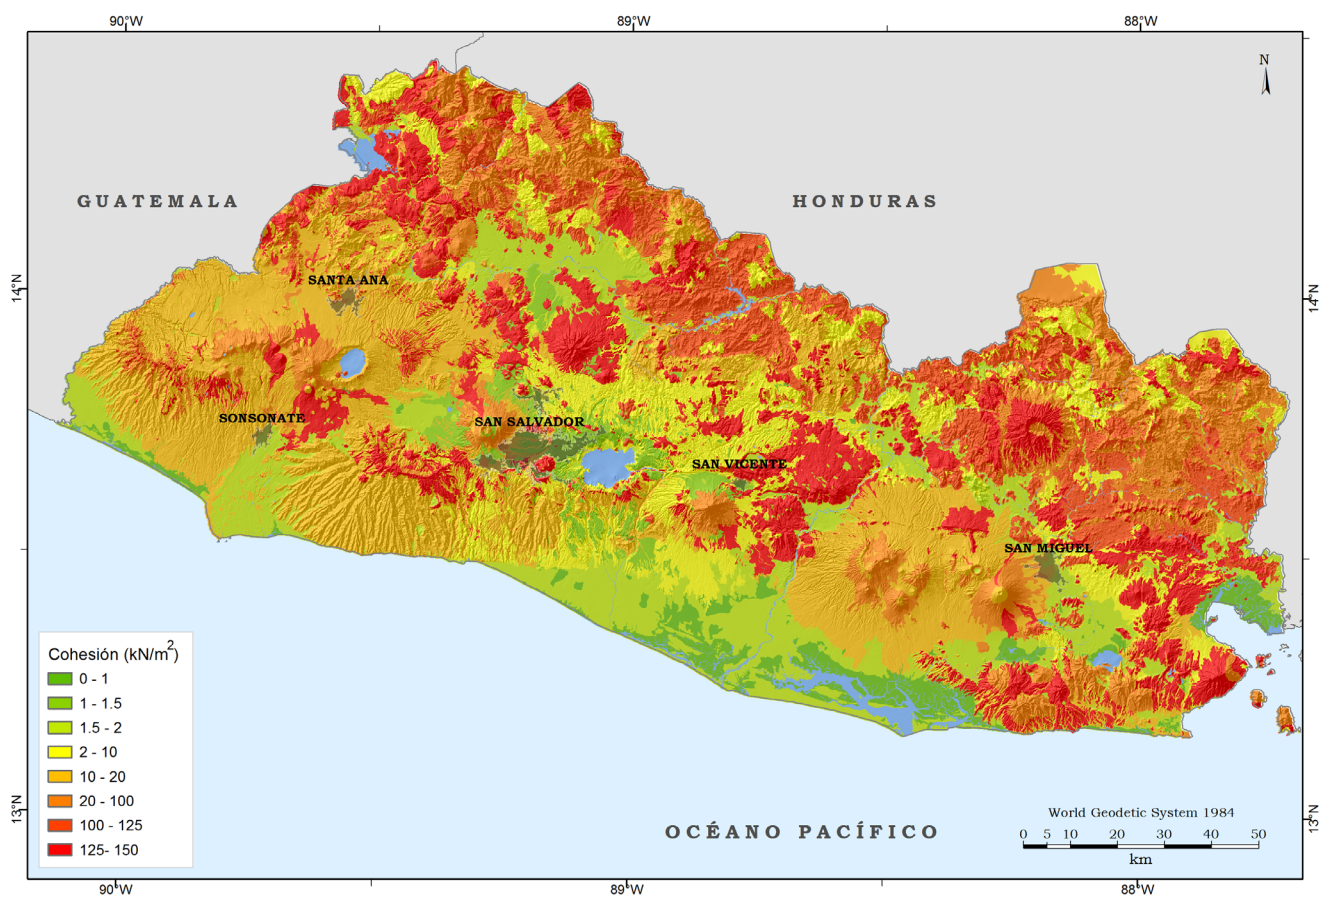 90°W 89°W 88°W
N
GUATEMALA
HONDURAS
SANTA ANA
14°N 14°N
SONSONATE
SAN SALVADOR
SAN VICENTE
SAN MIGUEL
Cohesión (kN/m²)
0 - 1
1 - 1.5
1.5 - 2
2 - 10
10 - 20
20 - 100
100 - 125
125- 150
13°N 13°N
OCÉANO PACÍFICO
World Geodetic System 1984
0 5 10 20 30 40 50
km
90°W 89°W 88°W